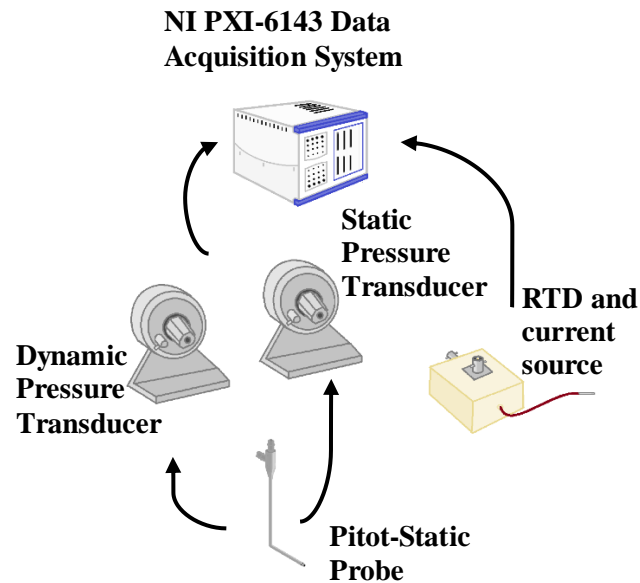 NI PXI-6143 Data
Acquisition System
Static
Pressure
Transducer
RTD and
current
source
Dynamic
Pressure
Transducer
Pitot-Static
Probe